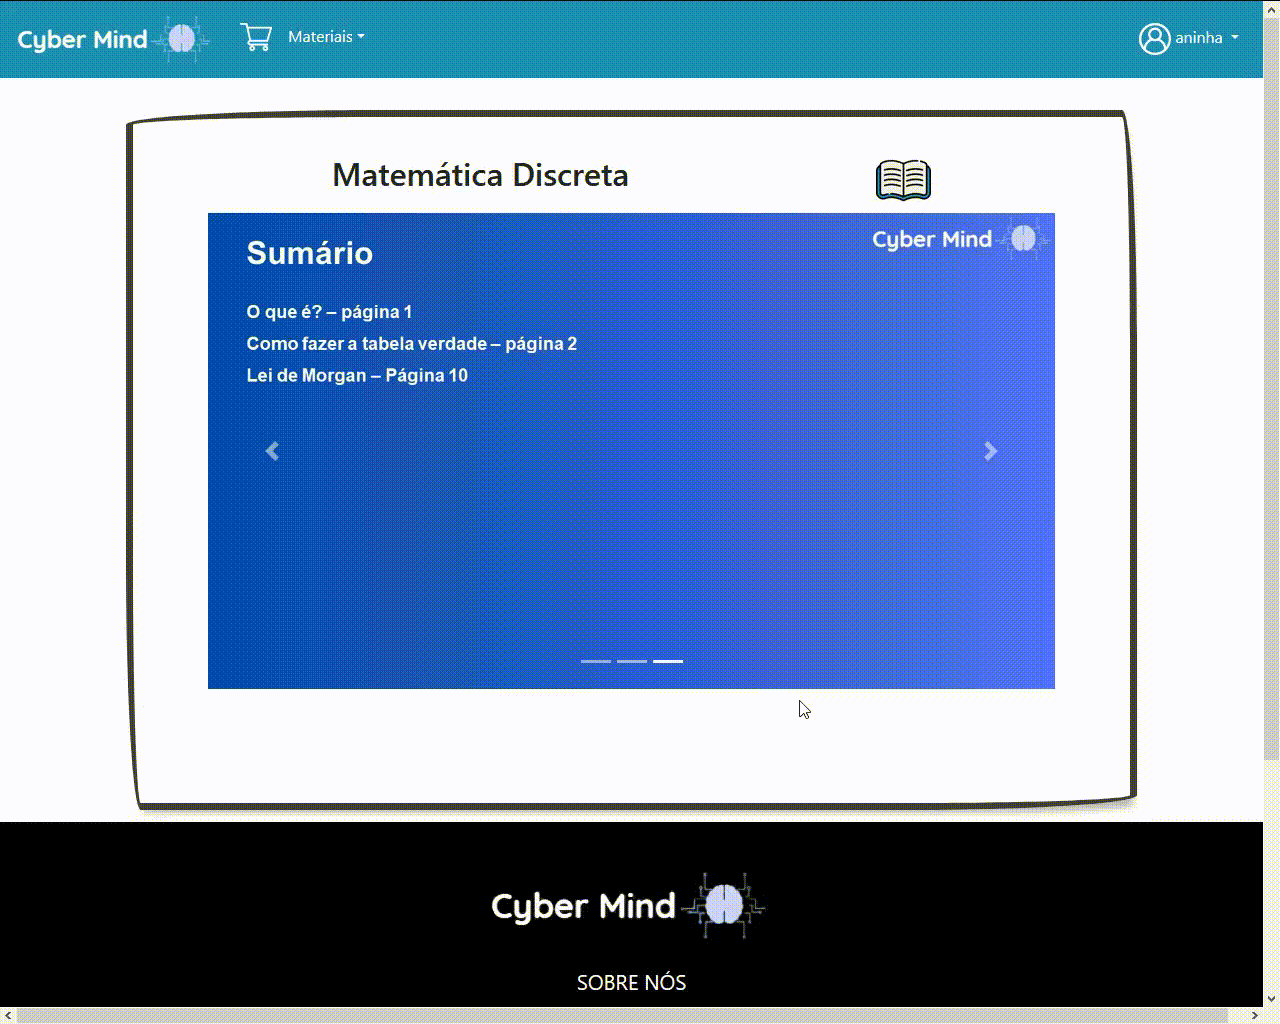 Cyber Mind
Materiais
aninha
Matemática Discreta
Cyber Mind
Sumário
O que é? – página 1
Como fazer a tabela verdade – página 2
Lei de Morgan – Página 10
Cyber Mind
SOBRE NÓS